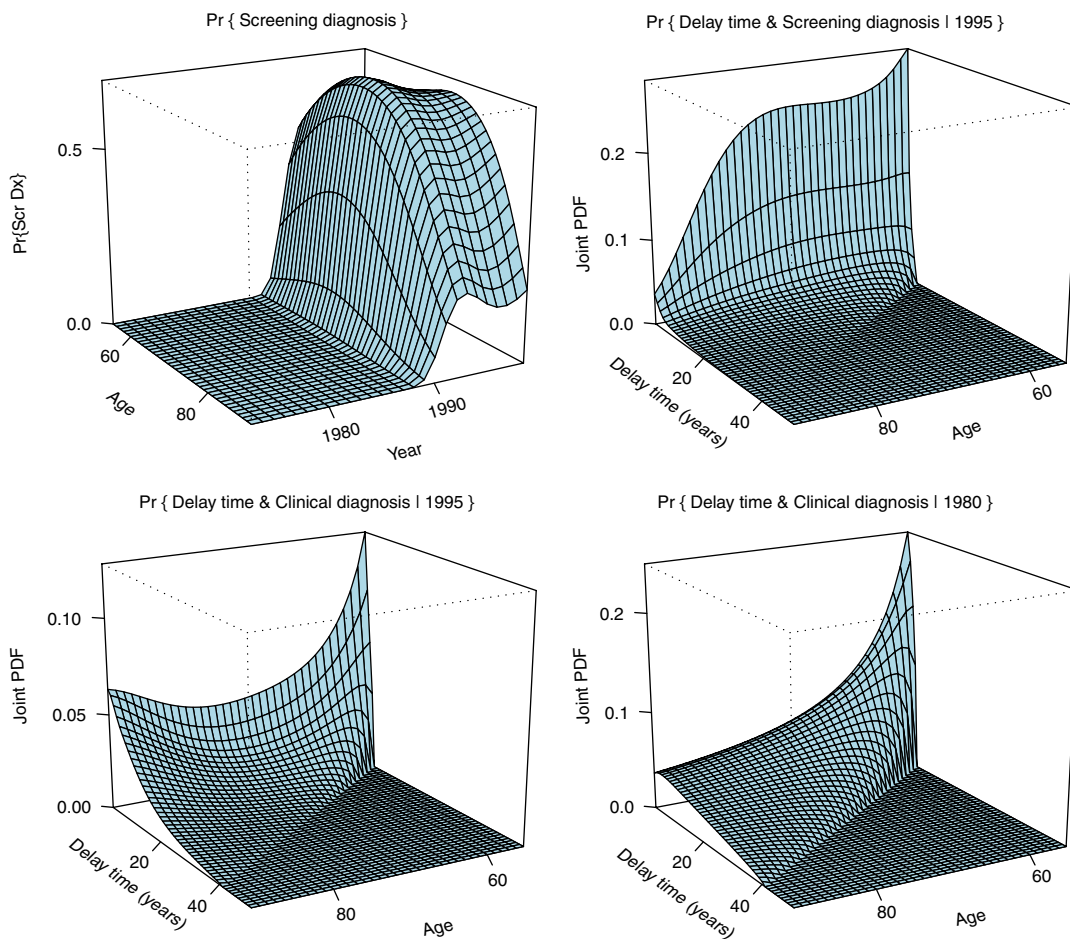 Pr { Screening diagnosis }
0.5
0.0
Pr{Scr Dx}
60
80
Age
1980
1990
Year
Pr { Delay time & Screening diagnosis | 1995 }
0.2
0.1
0.0
Joint PDF
20
40
Delay time (years)
80
60
Age
Pr { Delay time & Clinical diagnosis | 1995 }
0.10
0.05
0.00
Joint PDF
20
40
Delay time (years)
80
60
Age
Pr { Delay time & Clinical diagnosis | 1980 }
0.2
0.1
0.0
Joint PDF
20
40
Delay time (years)
80
60
Age